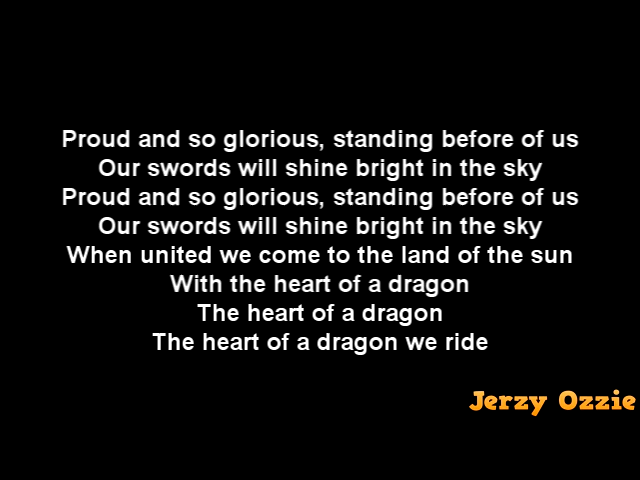 Proud and so glorious, standing before of us
Our swords will shine bright in the sky
Proud and so glorious, standing before of us
Our swords will shine bright in the sky
When united we come to the land of the sun
With the heart of a dragon
The heart of a dragon
The heart of a dragon we ride
Jerzy Ozzie